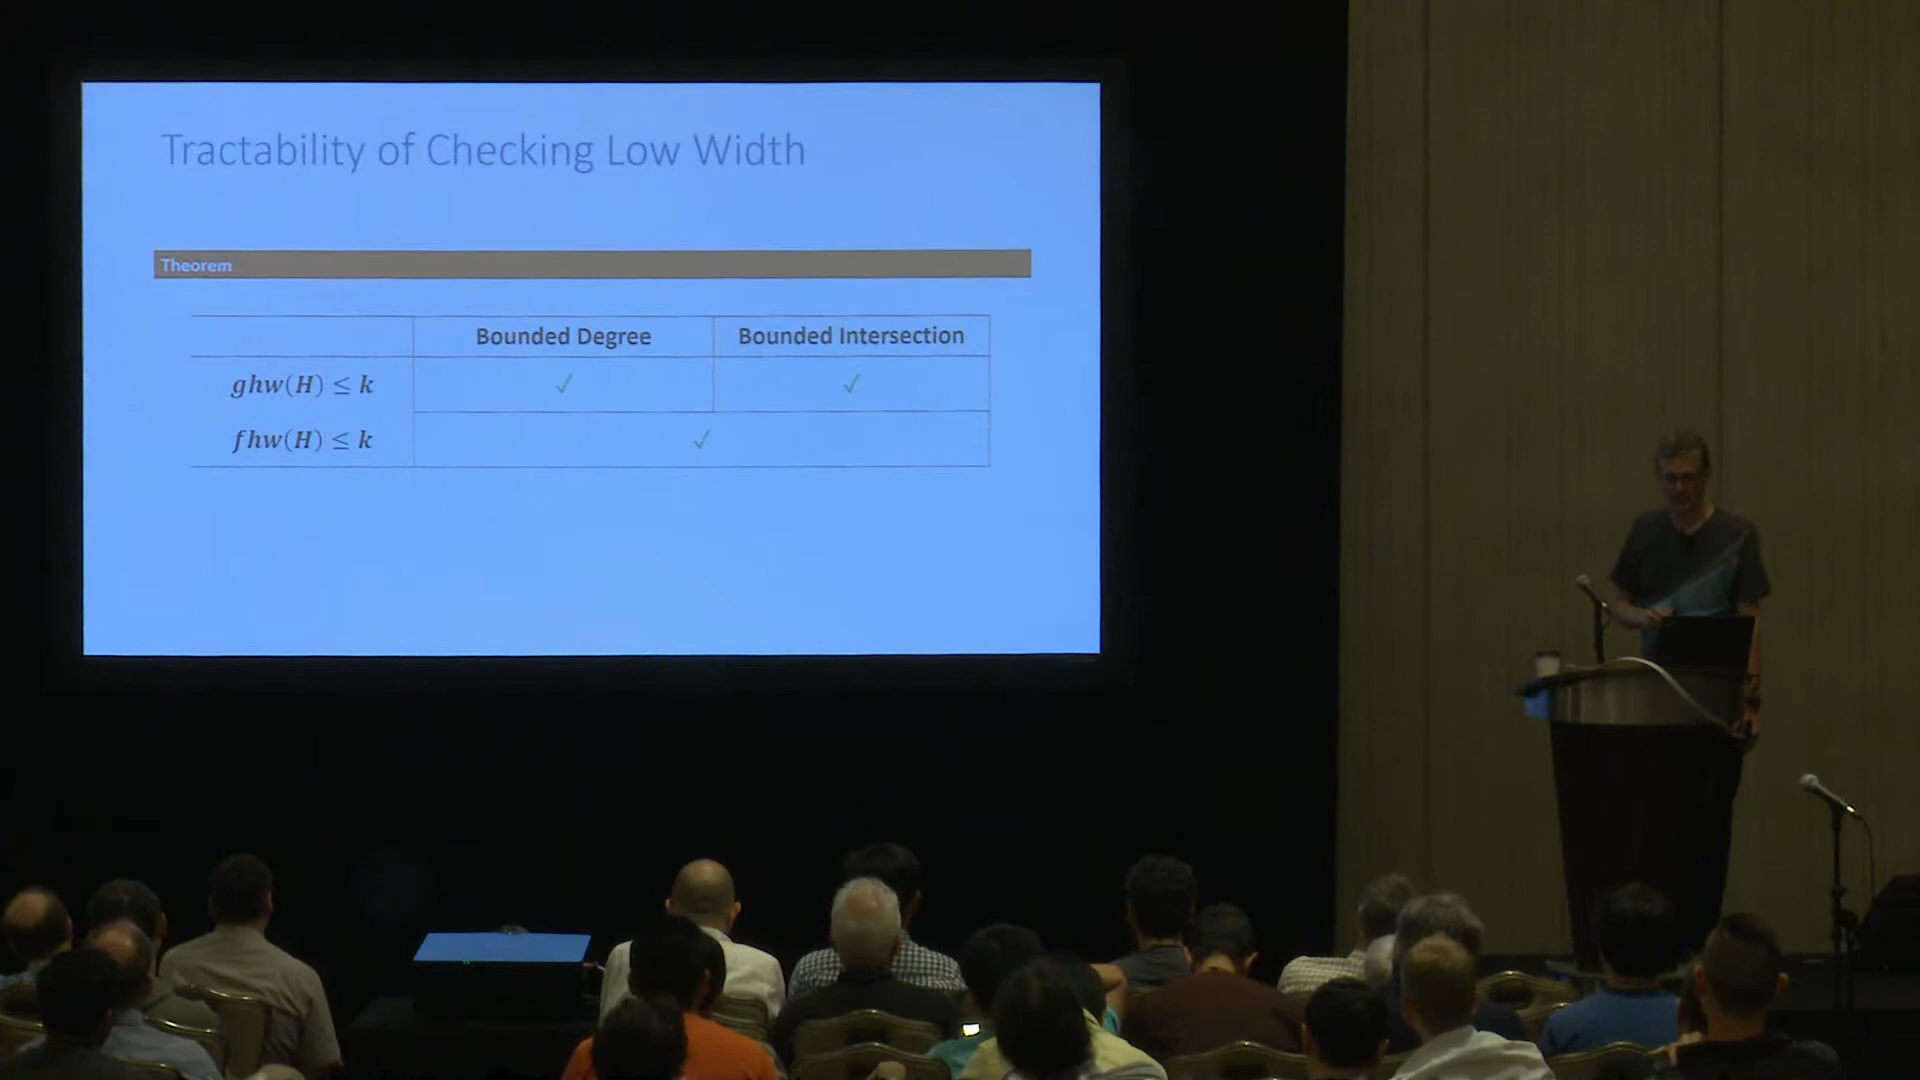 Tractability of Checking Low Width
Theorem
Bounded Degree Bounded Intersection
ghw(H) ≤ k ✓ ✓
fhw(H) ≤ k ✓